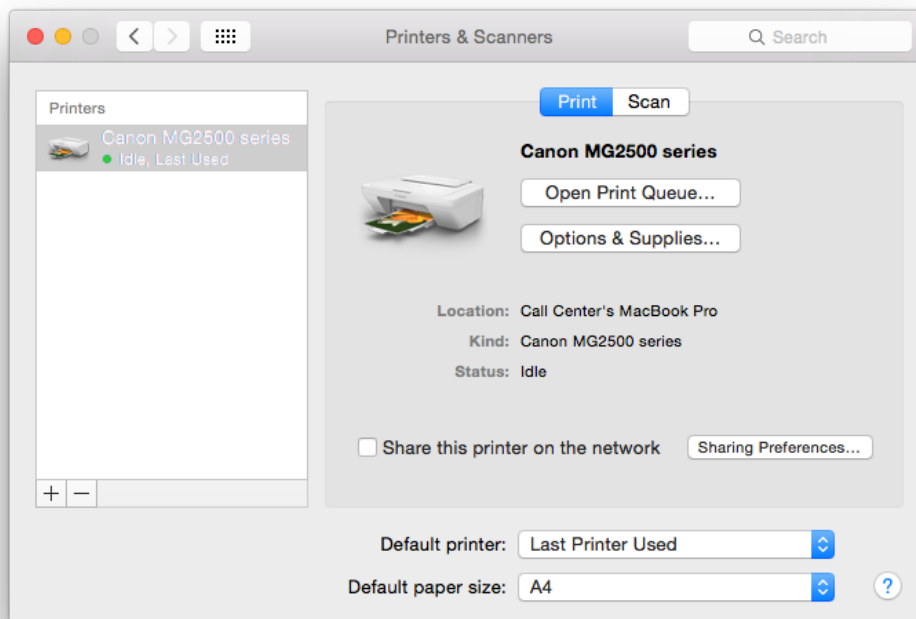 Printers & Scanners
Search
Printers
Canon MG2500 series
Idle, Last Used
Print Scan
Canon MG2500 series
Open Print Queue...
Options & Supplies...
Location: Call Center's MacBook Pro
Kind: Canon MG2500 series
Status: Idle
Share this printer on the network
Sharing Preferences...
+ −
Default printer: Last Printer Used
Default paper size: A4
?